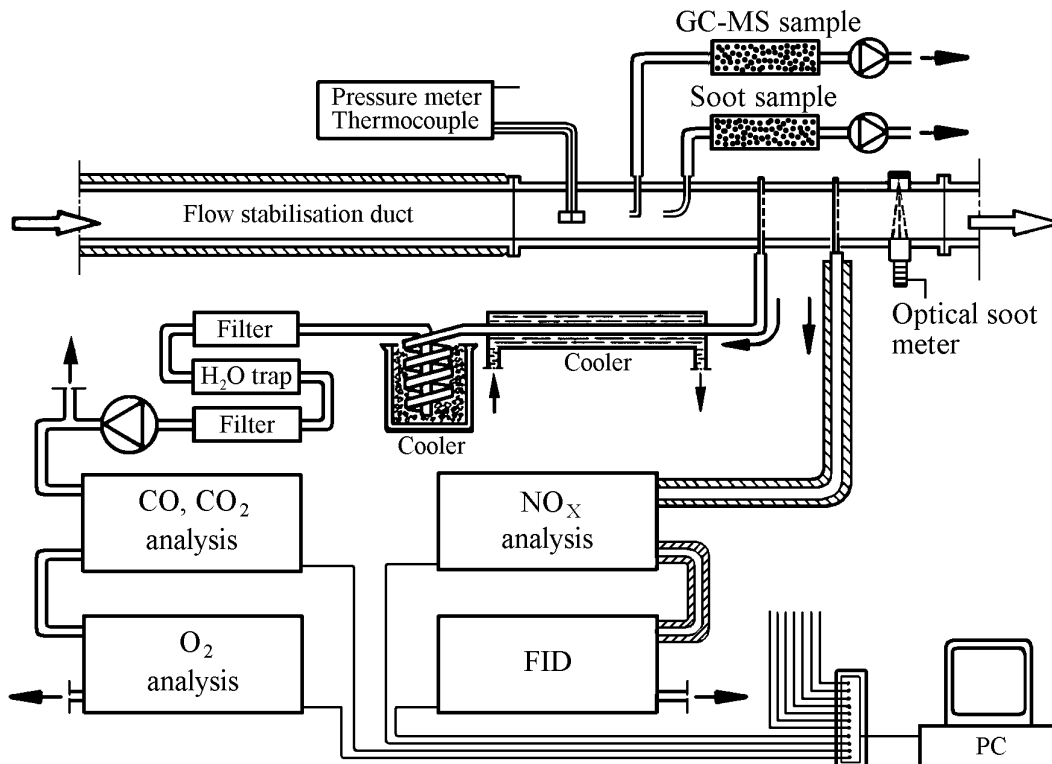 GC-MS sample
Pressure meter
Thermocouple
Soot sample
Flow stabilisation duct
Optical soot
meter
Filter
Cooler
H₂O trap
Filter
Cooler
CO, CO₂
analysis
NOₓ
analysis
O₂
analysis
FID
PC